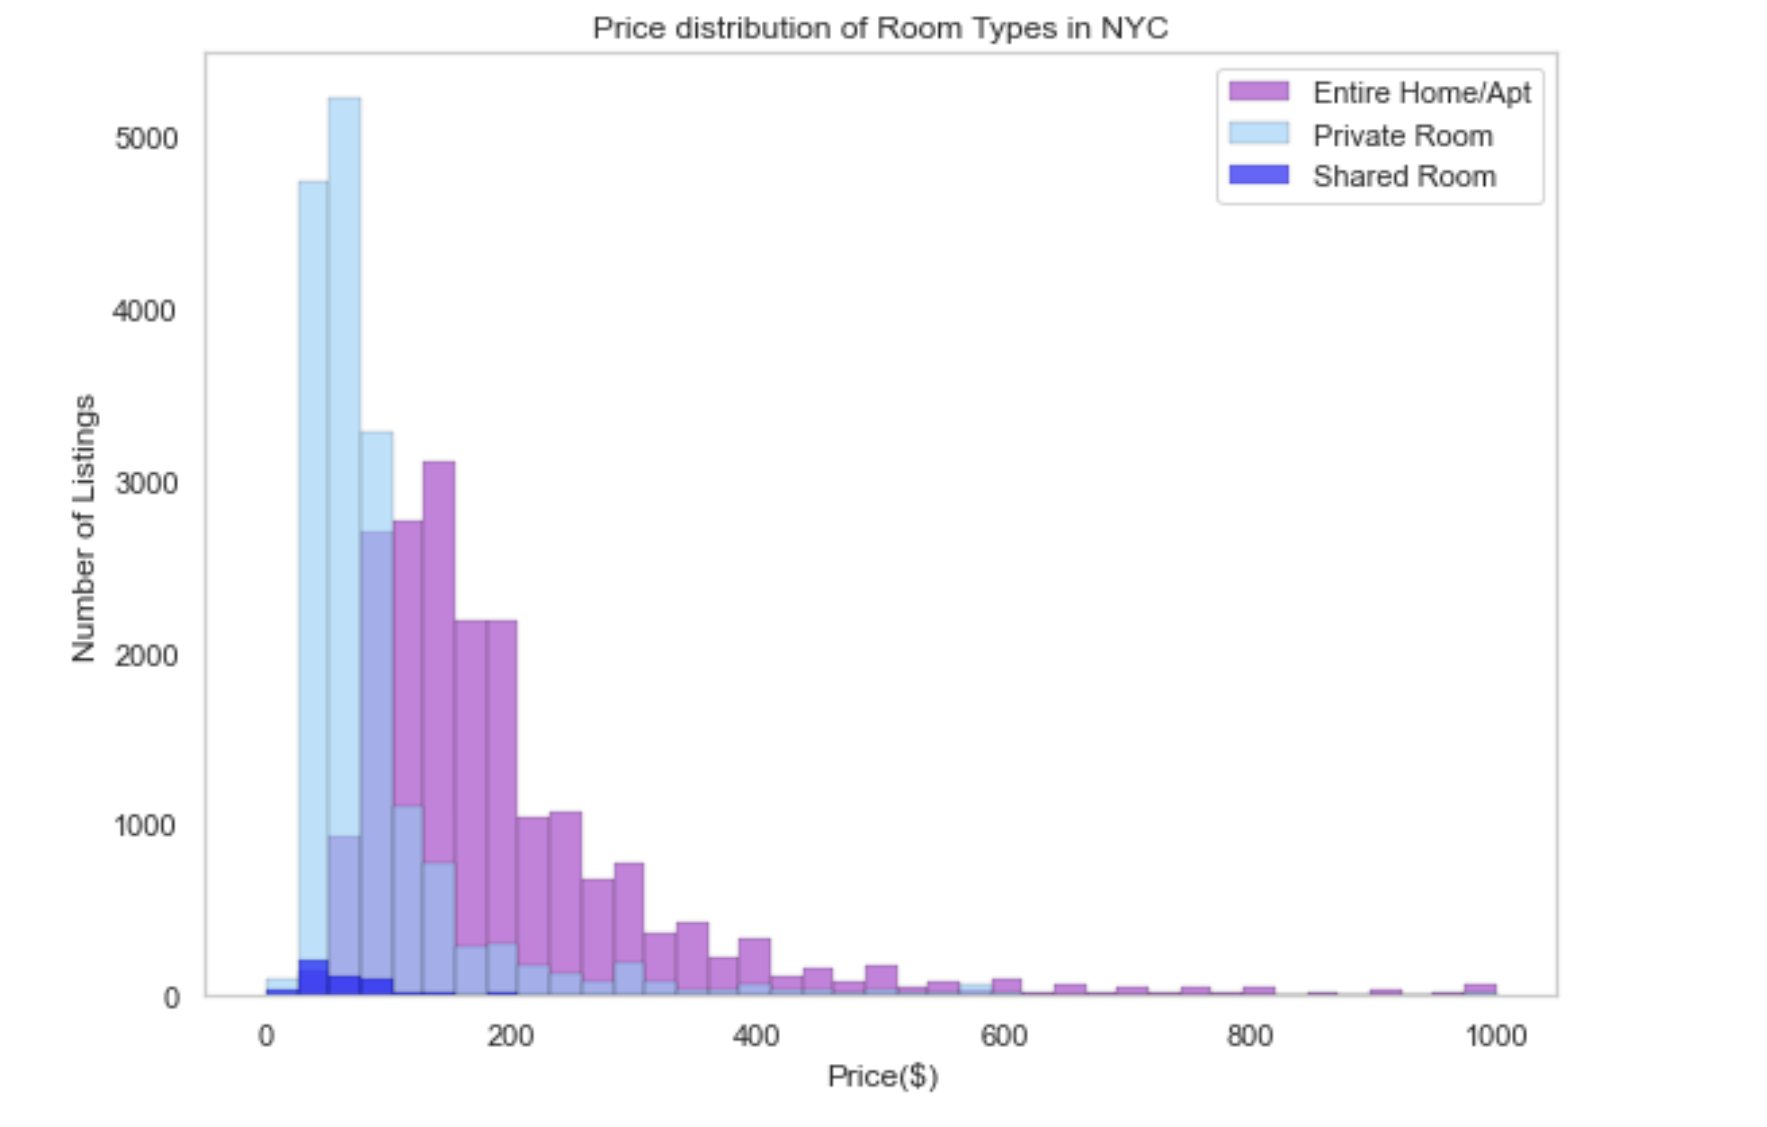 Price distribution of Room Types in NYC
Entire Home/Apt
Private Room
Shared Room
5000
4000
3000
2000
1000
0
Number of Listings
0 200 400 600 800 1000
Price($)